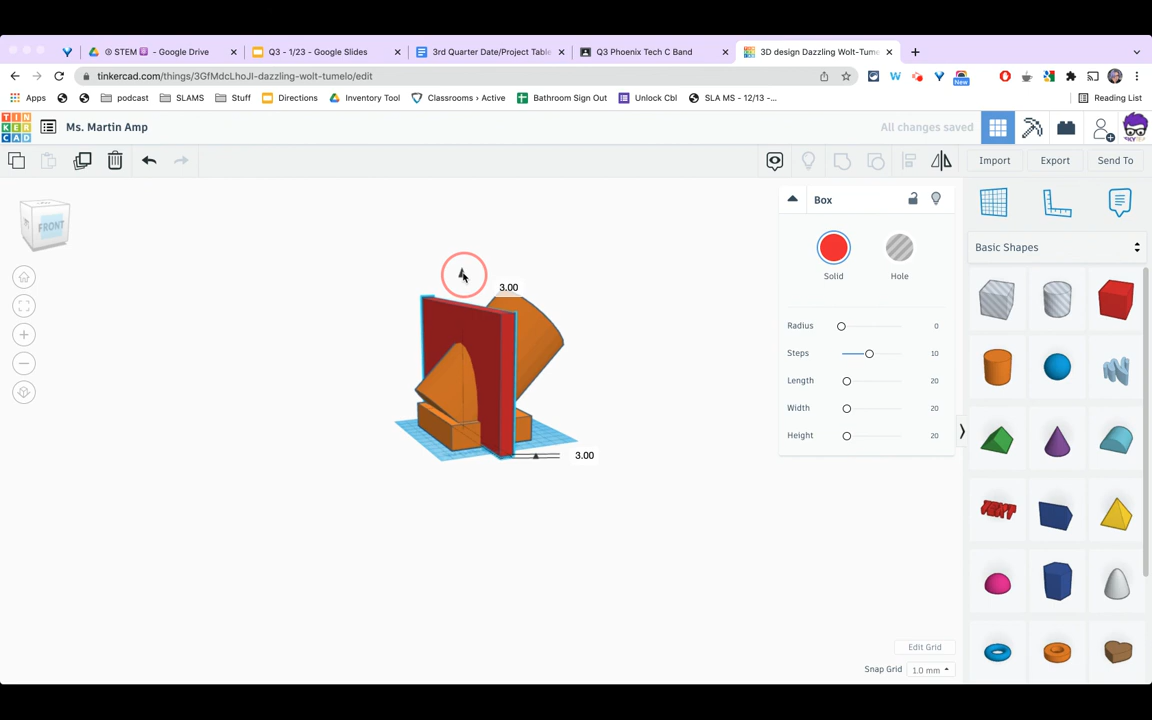 ③ STEM - Google Drive
Q3 - 1/23 - Google Slides
3rd Quarter Date/Project Table
Q3 Phoenix Tech C Band
3D design Dazzling Wolt-Tume
tinkercad.com/things/3GfMdcLhoJI-dazzling-wolt-tumelo/edit
New
Apps
podcast
SLAMS
Stuff
Directions
Inventory Tool
Classrooms > Active
Bathroom Sign Out
Unlock Cbl
SLA MS - 12/13 -...
Reading List
TIN
KER
CAD
Ms. Martin Amp
All changes saved
Import
Export
Send To
FRONT
Box
Solid
Hole
Radius 0
Steps 10
Length 20
Width 20
Height 20
Basic Shapes
3.00
3.00
TEXT
Edit Grid
Snap Grid 1.0 mm